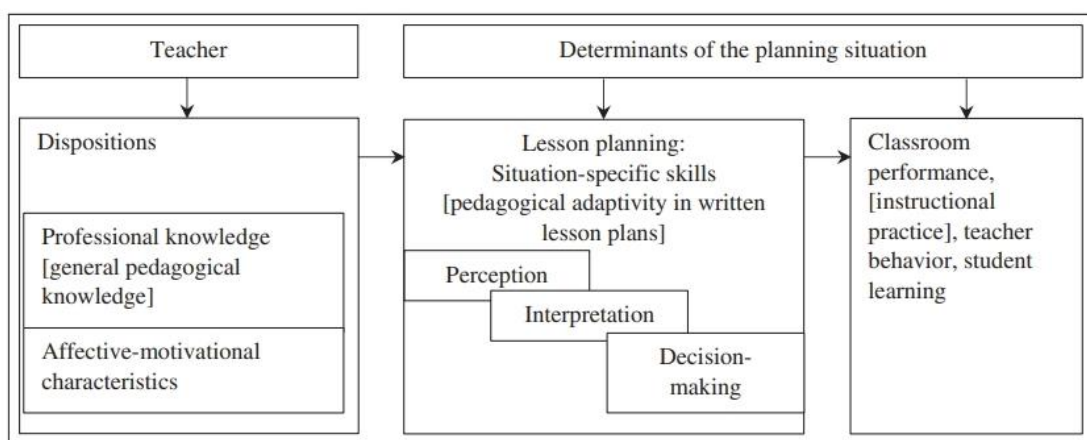 Teacher
Determinants of the planning situation
Dispositions
Professional knowledge
[general pedagogical
knowledge]
Affective-motivational
characteristics
Lesson planning:
Situation-specific skills
[pedagogical adaptivity in written
lesson plans]
Perception
Interpretation
Decision-
making
Classroom
performance,
[instructional
practice], teacher
behavior, student
learning